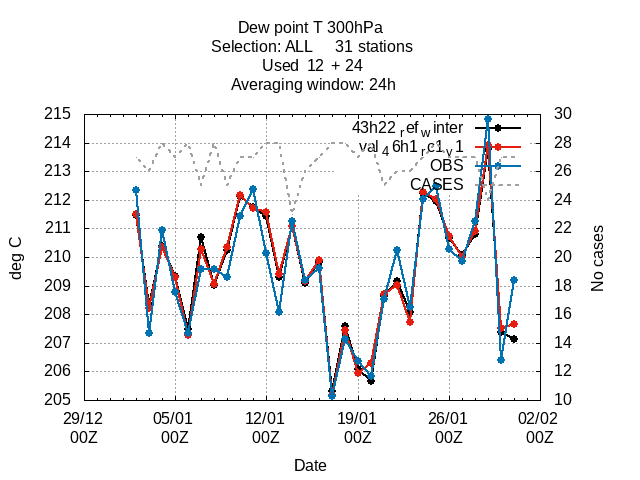 Dew point T 300hPa
Selection: ALL 31 stations
Used 12 + 24
Averaging window: 24h
215 30
43h22refwinter
214 28
val46h1rc1v1
213 OBS 26
212 CASES 24
211 22
210 20
209 18
208 16
207 14
206 12
205 10
deg C
No cases
29/12 05/01 12/01 19/01 26/01 02/02
00Z 00Z 00Z 00Z 00Z 00Z
Date